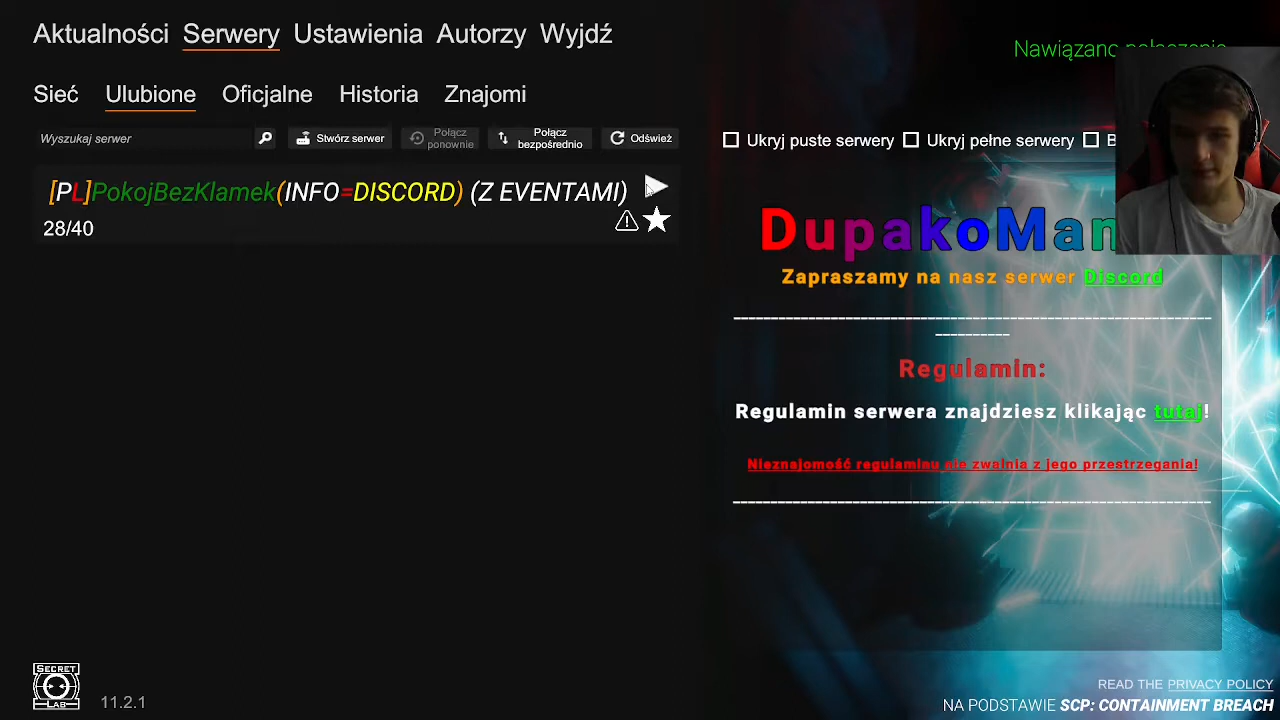 Aktualności Serwery Ustawienia Autorzy Wyjdź
Nawiązano połączenie
Sieć Ulubione Oficjalne Historia Znajomi
Wyszukaj serwer
Stwórz serwer
Połącz
ponownie
Połącz
bezpośrednio
Odśwież
Ukryj puste serwery
Ukryj pełne serwery
[PL]PokojBezKlamek(INFO=DISCORD) (Z EVENTAMI)
28/40
DupakoMan
Zapraszamy na nasz serwer Discord
Regulamin:
Regulamin serwera znajdziesz klikając tutaj!
Nieznajomość regulaminu nie zwalnia z jego przestrzegania!
SECRET
LAB
11.2.1
READ THE PRIVACY POLICY
NA PODSTAWIE SCP: CONTAINMENT BREACH